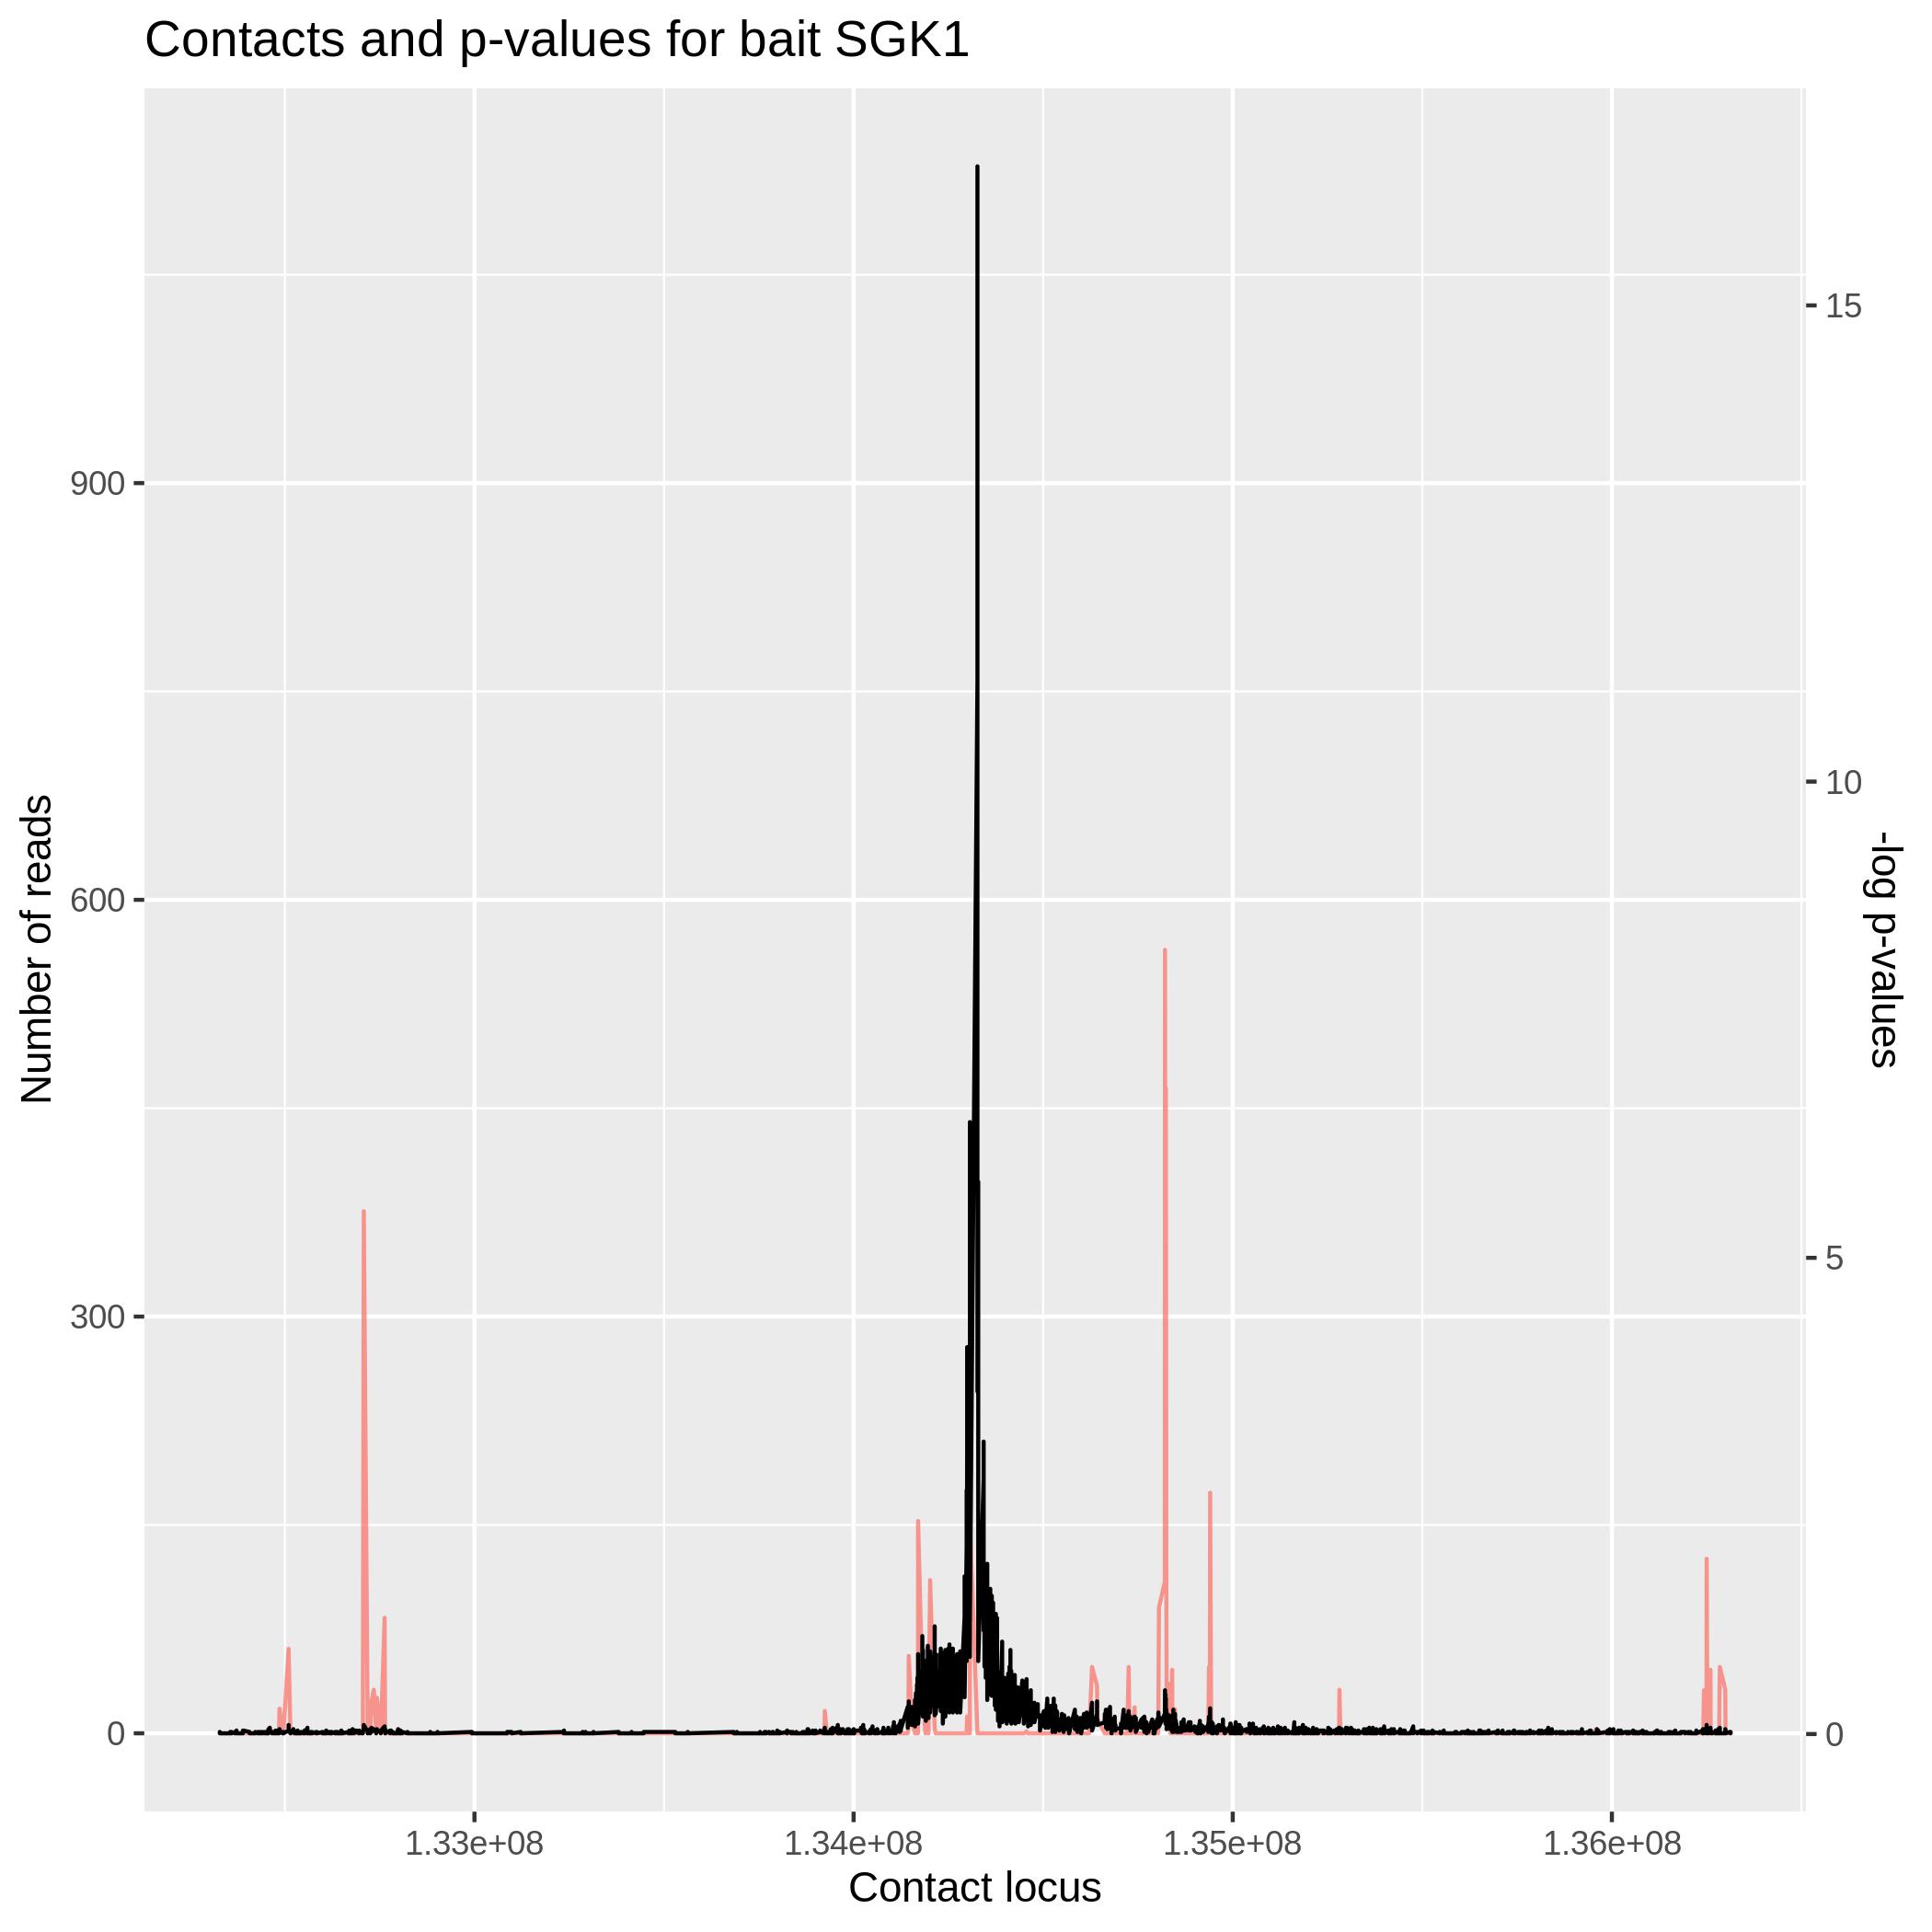 Contacts and p-values for bait SGK1
Number of reads
900
600
300
0
15
10
5
0
-log p-values
1.33e+08
1.34e+08
1.35e+08
1.36e+08
Contact locus